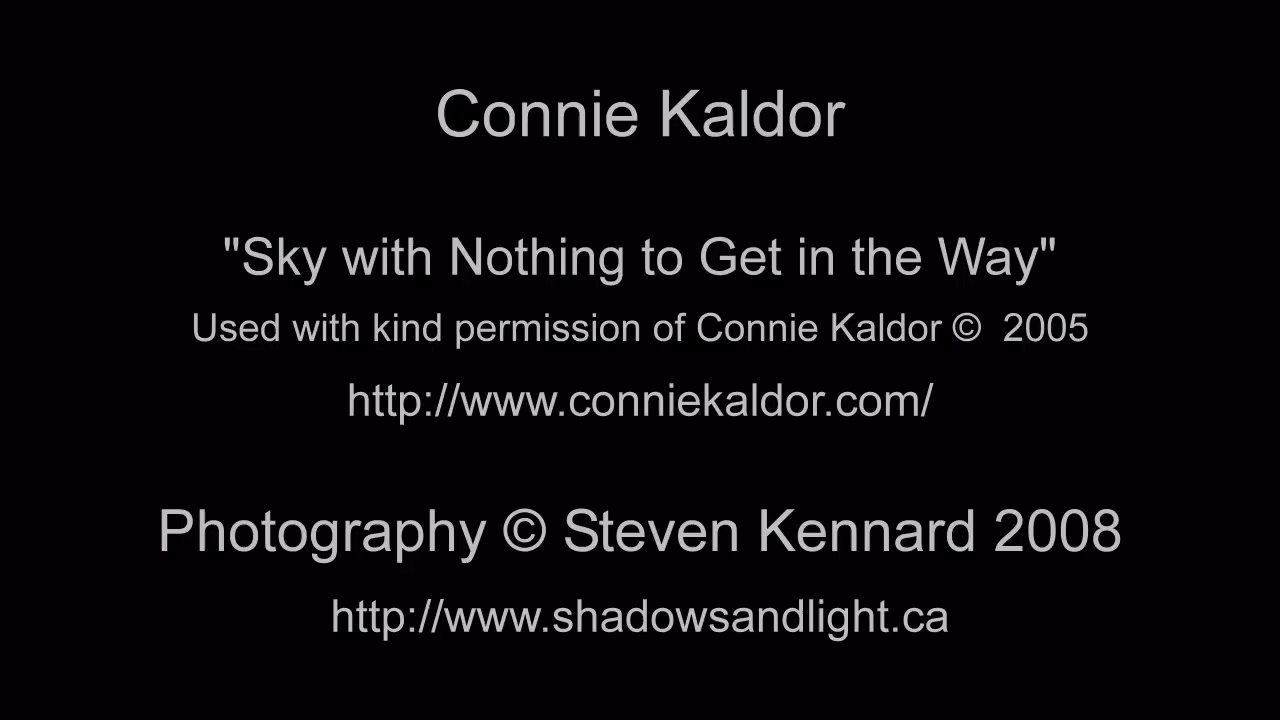 Connie Kaldor
"Sky with Nothing to Get in the Way"
Used with kind permission of Connie Kaldor ©  2005
http://www.conniekaldor.com/
Photography © Steven Kennard 2008
http://www.shadowsandlight.ca